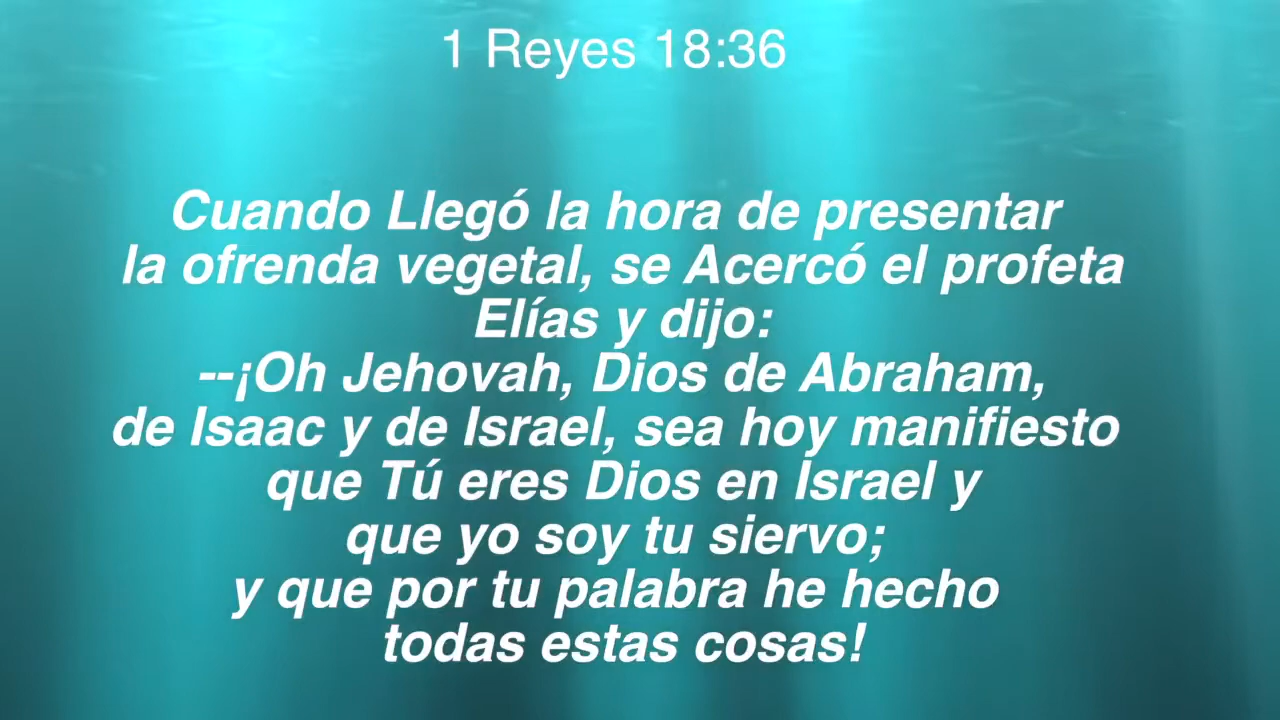 1 Reyes 18:36
Cuando Llegó la hora de presentar
la ofrenda vegetal, se Acercó el profeta
Elías y dijo:
--¡Oh Jehovah, Dios de Abraham,
de Isaac y de Israel, sea hoy manifiesto
que Tú eres Dios en Israel y
que yo soy tu siervo;
y que por tu palabra he hecho
todas estas cosas!